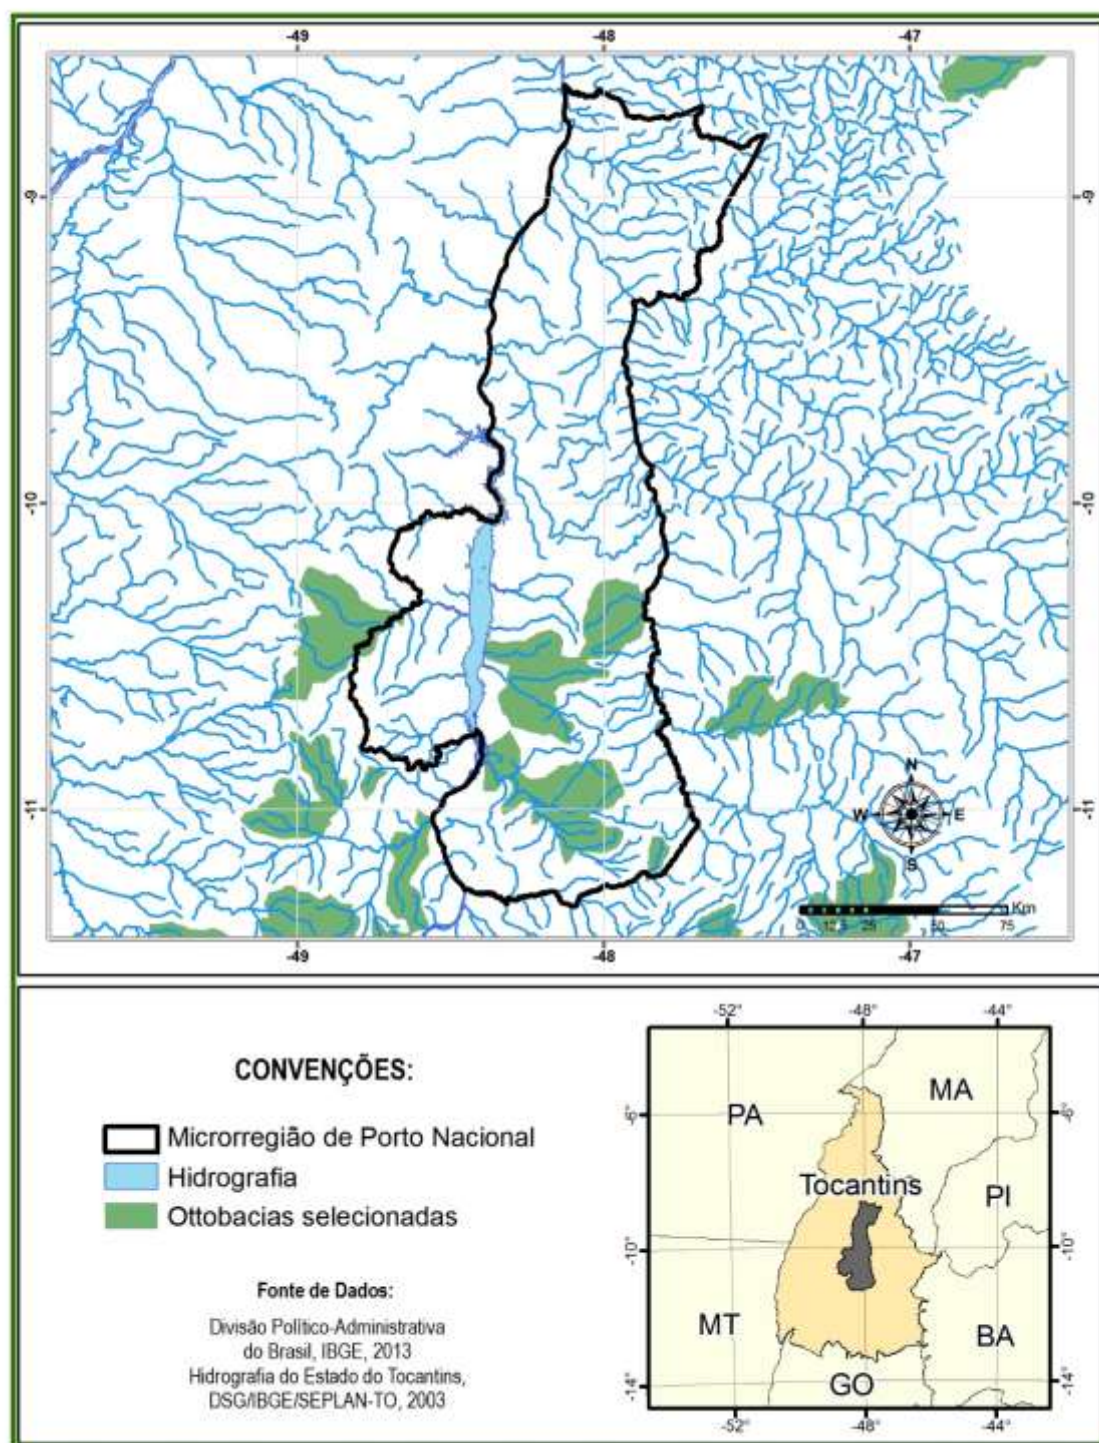 -49 -48 -47
-9 -9
-10 -10
-11 -11
N
W E
S
Km
0 12,5 25 50 75
-49 -48 -47
CONVENÇÕES:
Microrregião de Porto Nacional
Hidrografia
Ottobacias selecionadas
Fonte de Dados:
Divisão Político-Administrativa
do Brasil, IBGE, 2013
Hidrografia do Estado do Tocantins,
DSG/IBGE/SEPLAN-TO, 2003
-52° -48° -44°
-6° -6°
PA MA
Tocantins
PI
-10° -10°
MT BA
GO
-14° -14°
-52° -48° -44°